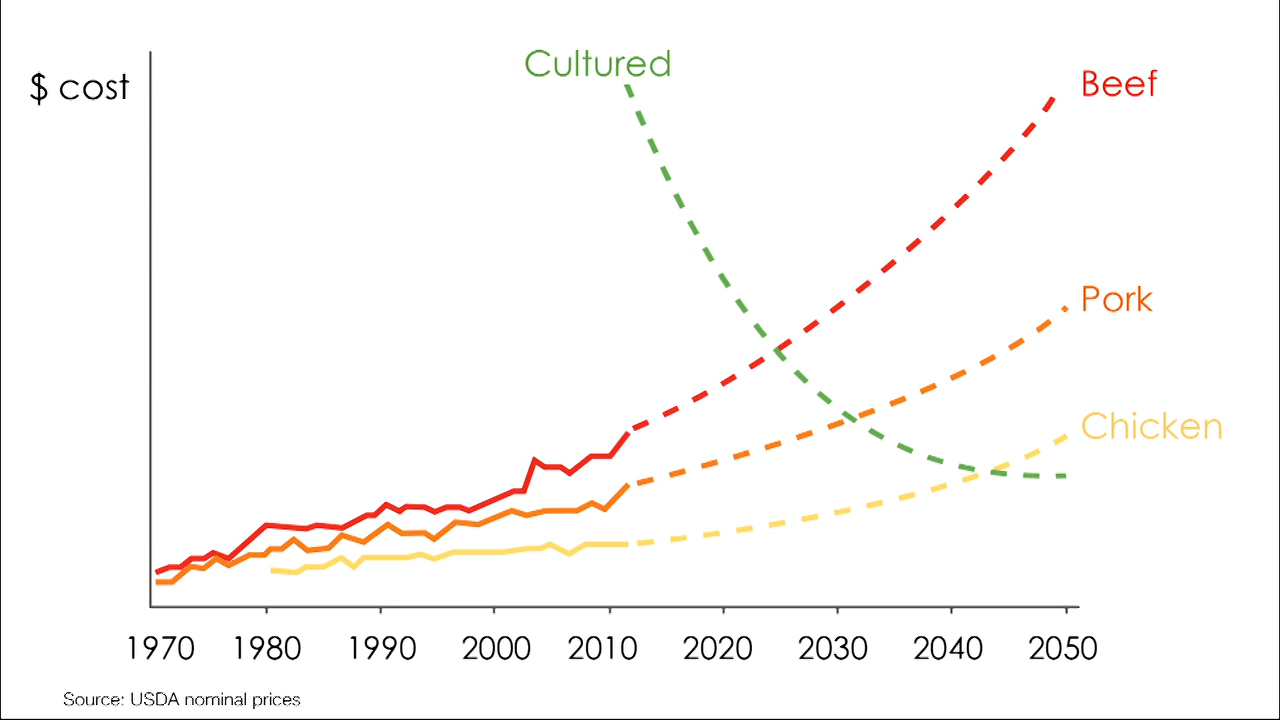 Cultured
$ cost
Beef
Pork
Chicken
1970 1980 1990 2000 2010 2020 2030 2040 2050
Source: USDA nominal prices